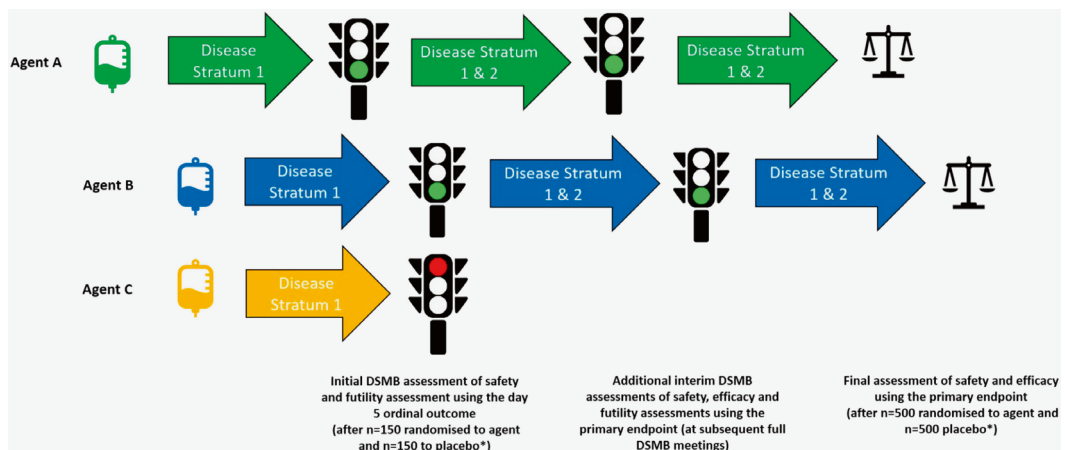 Agent A
Disease
Stratum 1
Disease Stratum
1 & 2
Disease Stratum
1 & 2
Agent B
Disease
Stratum 1
Disease Stratum
1 & 2
Disease Stratum
1 & 2
Agent C
Disease
Stratum 1
Initial DSMB assessment of safety
and futility assessment using the day
5 ordinal outcome
(after n=150 randomised to agent
and n=150 to placebo*)
Additional interim DSMB
assessments of safety, efficacy and
futility assessments using the
primary endpoint (at subsequent full
DSMB meetings)
Final assessment of safety and efficacy
using the primary endpoint
(after n=500 randomised to agent and
n=500 placebo*)